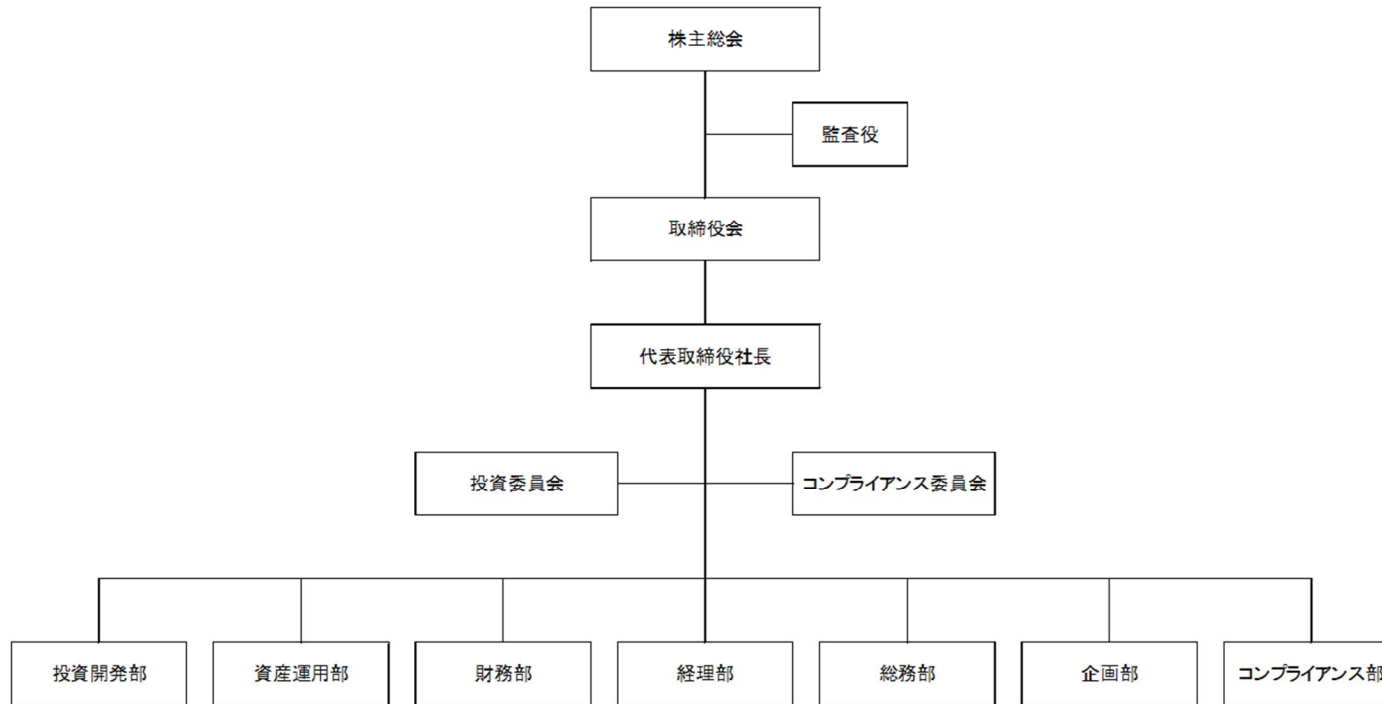 株主総会
監査役
取締役会
代表取締役社長
投資委員会
コンプライアンス委員会
投資開発部
資産運用部
財務部
経理部
総務部
企画部
コンプライアンス部